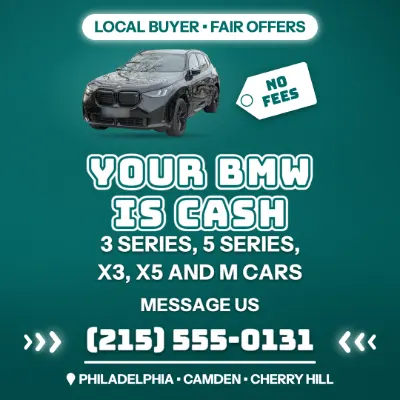 LOCAL BUYER • FAIR OFFERS
NO
FEES
YOUR BMW
IS CASH
3 SERIES, 5 SERIES,
X3, X5 AND M CARS
MESSAGE US
(215) 555-0131
PHILADELPHIA • CAMDEN • CHERRY HILL